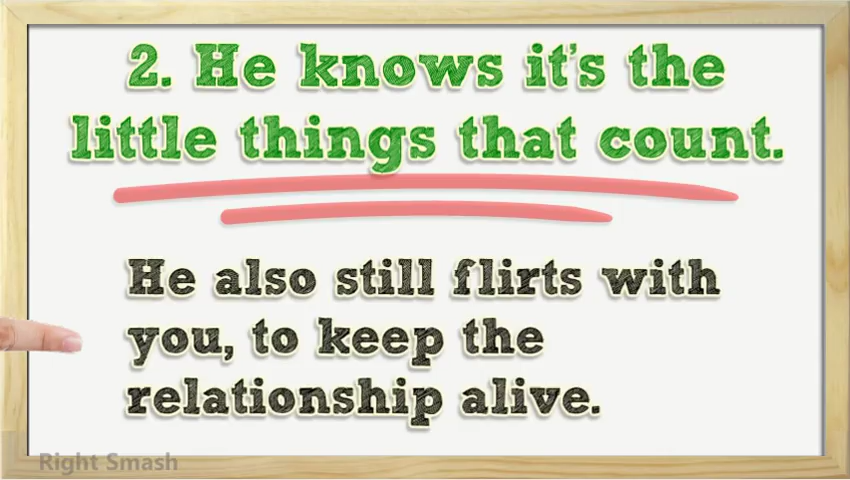 2. He knows it's the
little things that count.
He also still flirts with
you, to keep the
relationship alive.
Right Smash